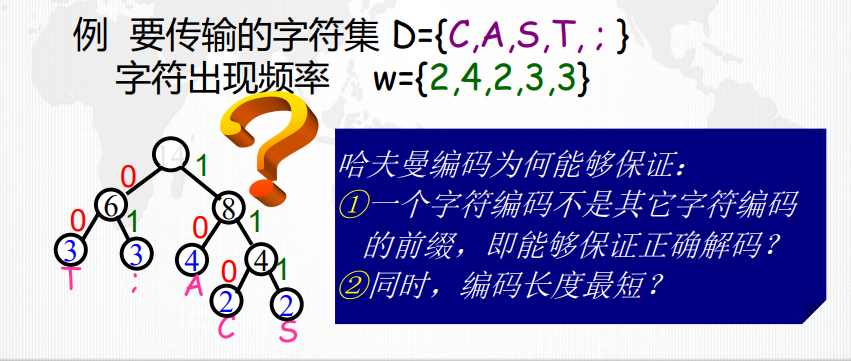 例 要传输的字符集 D={C,A,S,T, ; }
字符出现频率 w={2,4,2,3,3}
哈夫曼编码为何能够保证：
①一个字符编码不是其它字符编码
的前缀，即能够保证正确解码？
②同时，编码长度最短？
14
0 1
6 8
0 1 0 1
3 3 4 4
T ; A 0 1
2 2
C S